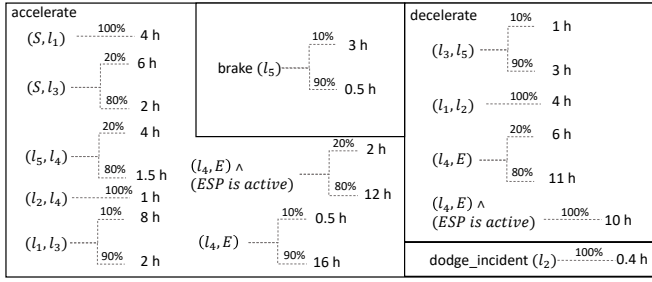 accelerate
(S, l₁) 100% 4 h
20% 6 h
(S, l₃)
80% 2 h
20% 4 h
(l₅, l₄)
80% 1.5 h
(l₂, l₄) 100% 1 h
10% 8 h
(l₁, l₃)
90% 2 h
10% 3 h
brake (l₅)
90% 0.5 h
20% 2 h
(l₄, E) ∧
(ESP is active)
80% 12 h
10% 0.5 h
(l₄, E)
90% 16 h
decelerate
10% 1 h
(l₃, l₅)
90% 3 h
(l₁, l₂) 100% 4 h
20% 6 h
(l₄, E)
80% 11 h
(l₄, E) ∧
(ESP is active) 100% 10 h
dodge_incident (l₂) 100% 0.4 h